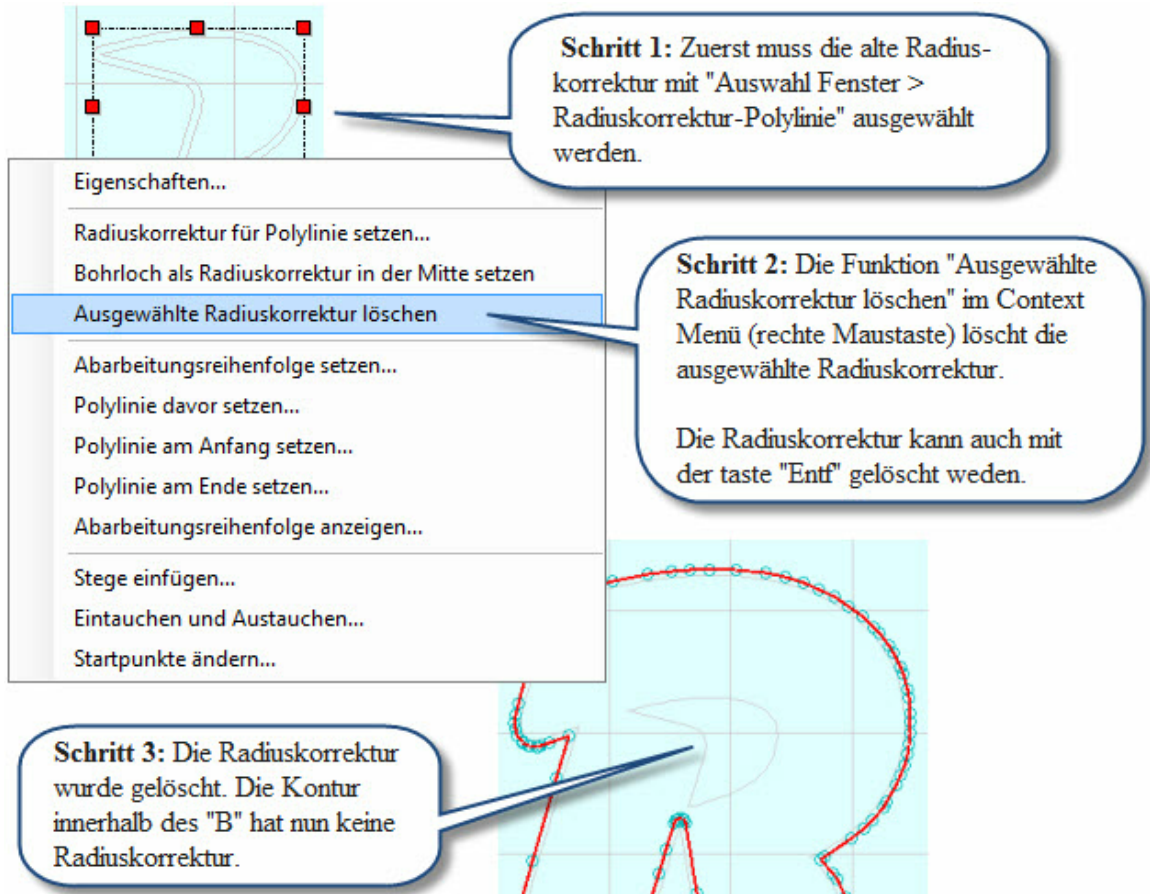 Schritt 1: Zuerst muss die alte Radius-
korrektur mit "Auswahl Fenster >
Radiuskorrektur-Polylinie" ausgewählt
werden.
Eigenschaften...
Radiuskorrektur für Polylinie setzen...
Bohrloch als Radiuskorrektur in der Mitte setzen
Ausgewählte Radiuskorrektur löschen
Abarbeitungsreihenfolge setzen...
Polylinie davor setzen...
Polylinie am Anfang setzen...
Polylinie am Ende setzen...
Abarbeitungsreihenfolge anzeigen...
Stege einfügen...
Eintauchen und Austauchen...
Startpunkte ändern...
Schritt 2: Die Funktion "Ausgewählte
Radiuskorrektur löschen" im Context
Menü (rechte Maustaste) löscht die
ausgewählte Radiuskorrektur.
Die Radiuskorrektur kann auch mit
der taste "Entf" gelöscht weden.
Schritt 3: Die Radiuskorrektur
wurde gelöscht. Die Kontur
innerhalb des "B" hat nun keine
Radiuskorrektur.